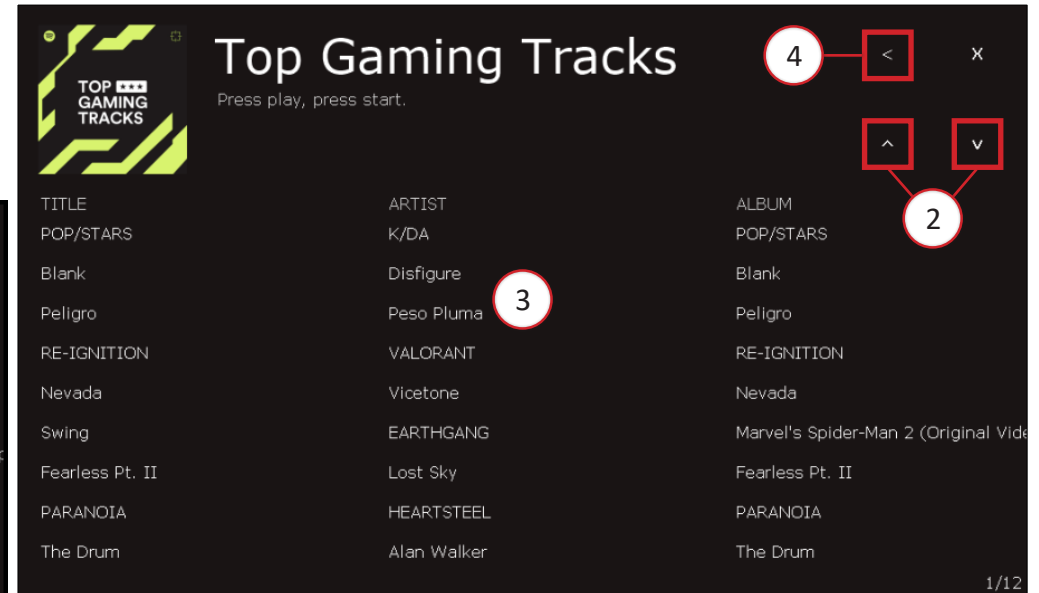 TOP
GAMING
TRACKS
Top Gaming Tracks
Press play, press start.
4
<
X
^
v
2
TITLE ARTIST ALBUM
POP/STARS K/DA POP/STARS
Blank Disfigure Blank
3
Peligro Peso Pluma Peligro
RE-IGNITION VALORANT RE-IGNITION
Nevada Vicetone Nevada
Swing EARTHGANG Marvel's Spider-Man 2 (Original Vide
Fearless Pt. II Lost Sky Fearless Pt. II
PARANOIA HEARTSTEEL PARANOIA
The Drum Alan Walker The Drum
1/12